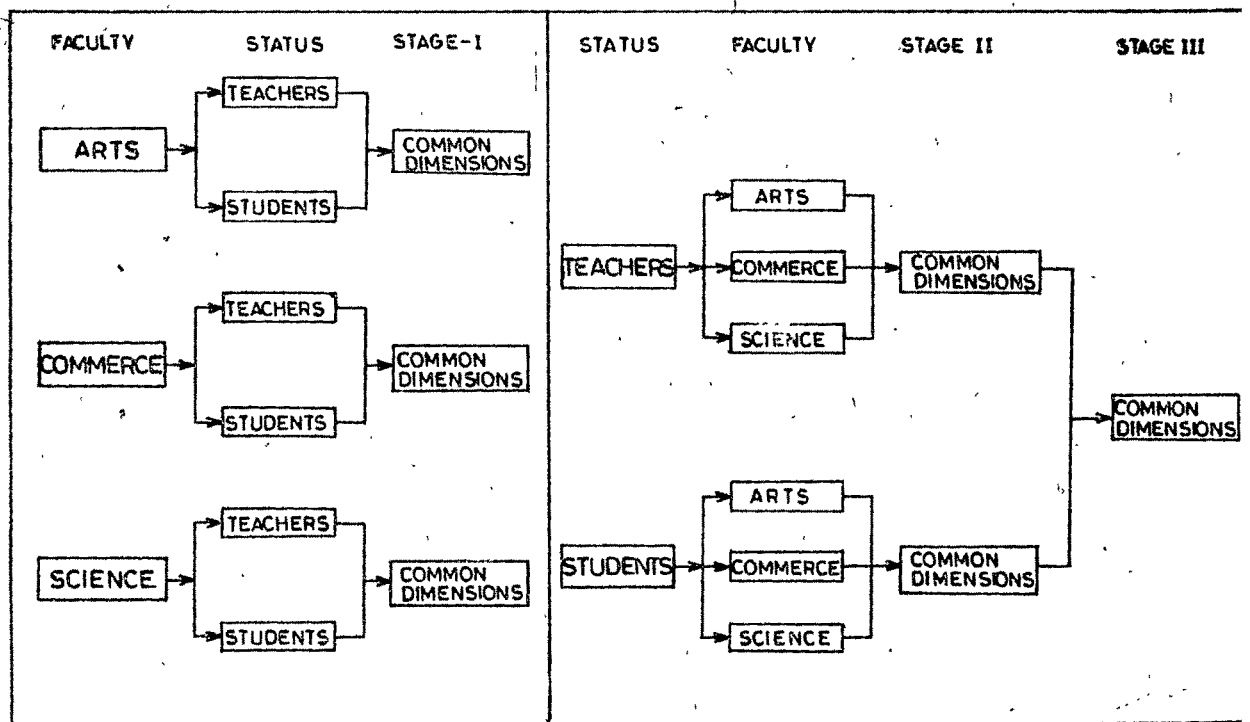 FACULTY STATUS STAGE-I
TEACHERS
ARTS
COMMON
DIMENSIONS
STUDENTS
TEACHERS
COMMERCE
COMMON
DIMENSIONS
STUDENTS
TEACHERS
SCIENCE
COMMON
DIMENSIONS
STUDENTS
STATUS FACULTY STAGE II STAGE III
ARTS
TEACHERS
COMMERCE
COMMON
DIMENSIONS
SCIENCE
COMMON
DIMENSIONS
ARTS
STUDENTS
COMMERCE
COMMON
DIMENSIONS
SCIENCE